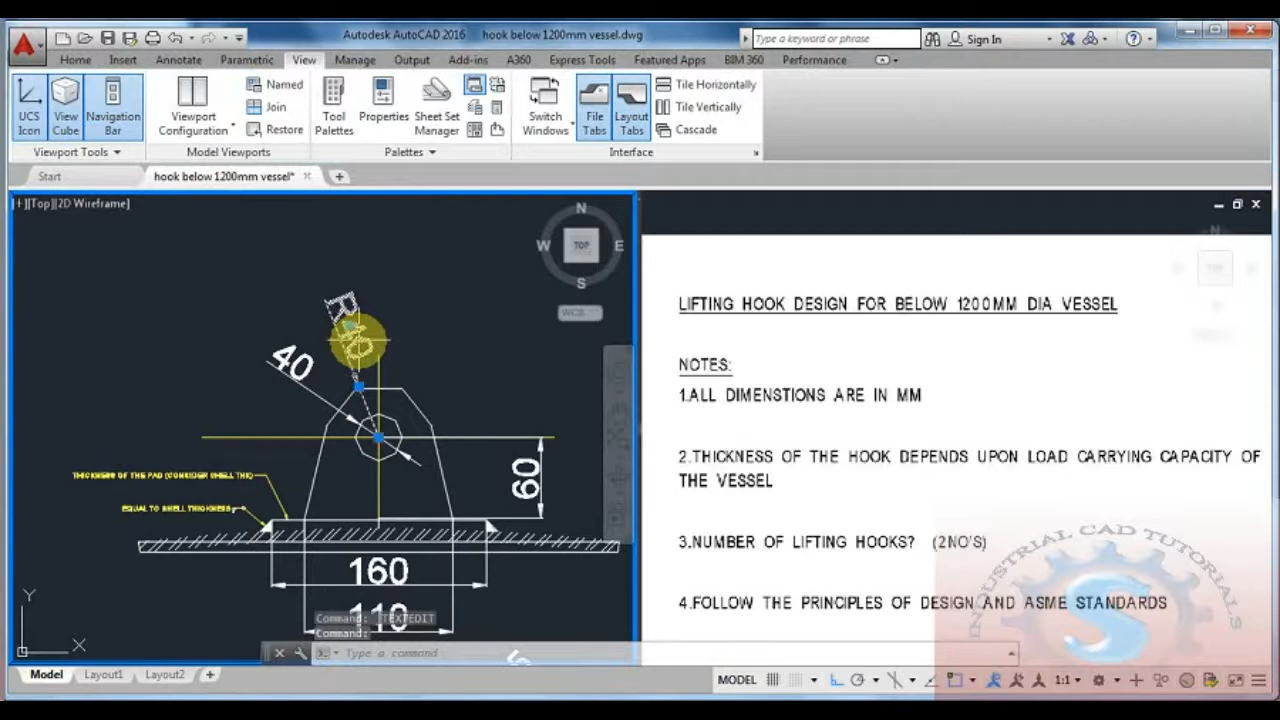 Autodesk AutoCAD 2016 hook below 1200mm vessel.dwg
Type a keyword or phrase
Sign In
Home Insert Annotate Parametric View Manage Output Add-ins A360 Express Tools Featured Apps BIM 360 Performance
UCS Icon
View Cube
Navigation Bar
Viewport Configuration
Named
Join
Restore
Tool Palettes
Properties
Sheet Set Manager
Switch Windows
File Tabs
Layout Tabs
Tile Horizontally
Tile Vertically
Cascade
Viewport Tools
Model Viewports
Palettes
Interface
Start
hook below 1200mm vessel*
[+][Top][2D Wireframe]
N
W TOP E
S
WCS
R40
40
60
THICKNESS OF THE PAD (CONSIDER SHELL THK)
EQUAL TO SHELL THICKNESS
160
110
Command: _TEXTEDIT
Command:
Type a command
Y
X
LIFTING HOOK DESIGN FOR BELOW 1200MM DIA VESSEL
NOTES:
1.ALL DIMENSTIONS ARE IN MM
2.THICKNESS OF THE HOOK DEPENDS UPON LOAD CARRYING CAPACITY OF
THE VESSEL
3.NUMBER OF LIFTING HOOKS? (2NO'S)
4.FOLLOW THE PRINCIPLES OF DESIGN AND ASME STANDARDS
INDUSTRIAL CAD TUTORIALS
S
Model Layout1 Layout2
MODEL
1:1